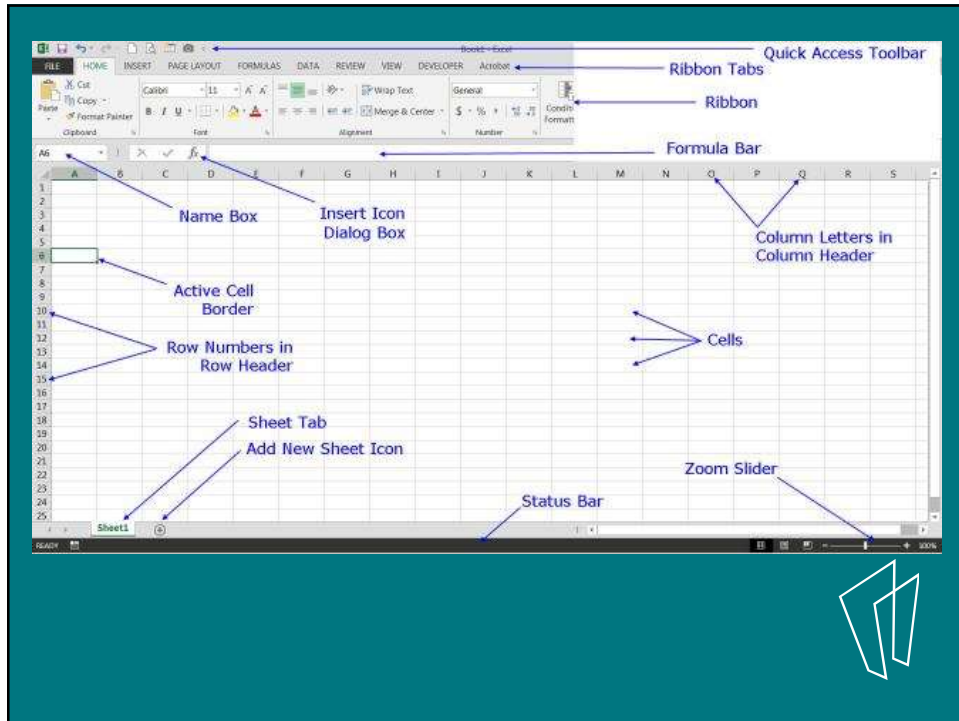 Book1 - Excel
Quick Access Toolbar
FILE HOME INSERT PAGE LAYOUT FORMULAS DATA REVIEW VIEW DEVELOPER Acrobat
Ribbon Tabs
Cut
Calibri 11 A A Wrap Text General
Copy
Ribbon
Paste
Format Painter
B I U A Merge & Center $ % ,
Clipboard Font Alignment Number
Formula Bar
A6 fx
A B C D E F G H I J K L M N O P Q R S
1
2
3
Name Box
Insert Icon
Dialog Box
4
5
Column Letters in
Column Header
6
7
8
Active Cell
Border
9
10
11
12
Cells
13
Row Numbers in
Row Header
14
15
16
17
18
Sheet Tab
19
20
Add New Sheet Icon
21
22
Zoom Slider
23
24
Status Bar
25
Sheet1
READY
100%